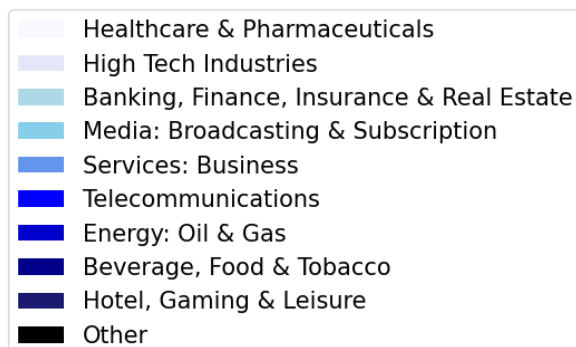 Healthcare & Pharmaceuticals
High Tech Industries
Banking, Finance, Insurance & Real Estate
Media: Broadcasting & Subscription
Services: Business
Telecommunications
Energy: Oil & Gas
Beverage, Food & Tobacco
Hotel, Gaming & Leisure
Other